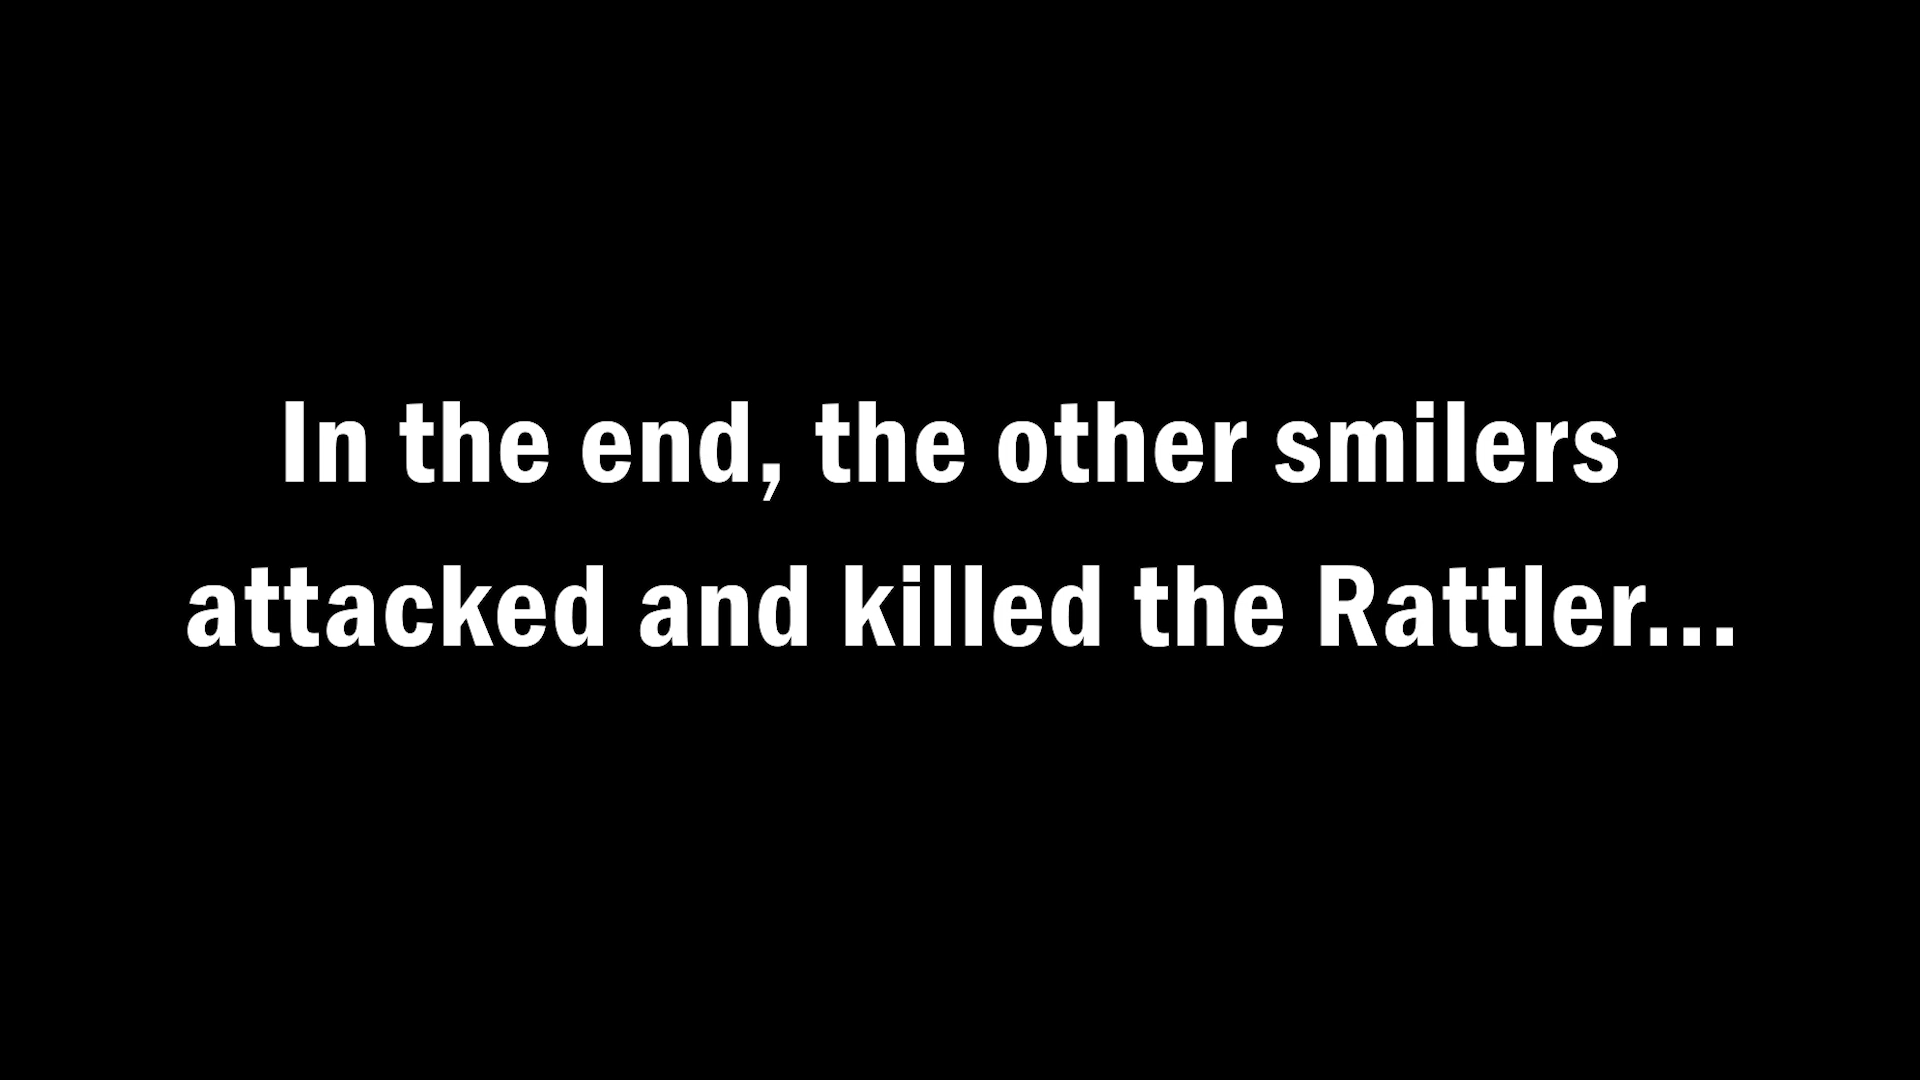 In the end, the other smilers
attacked and killed the Rattler...